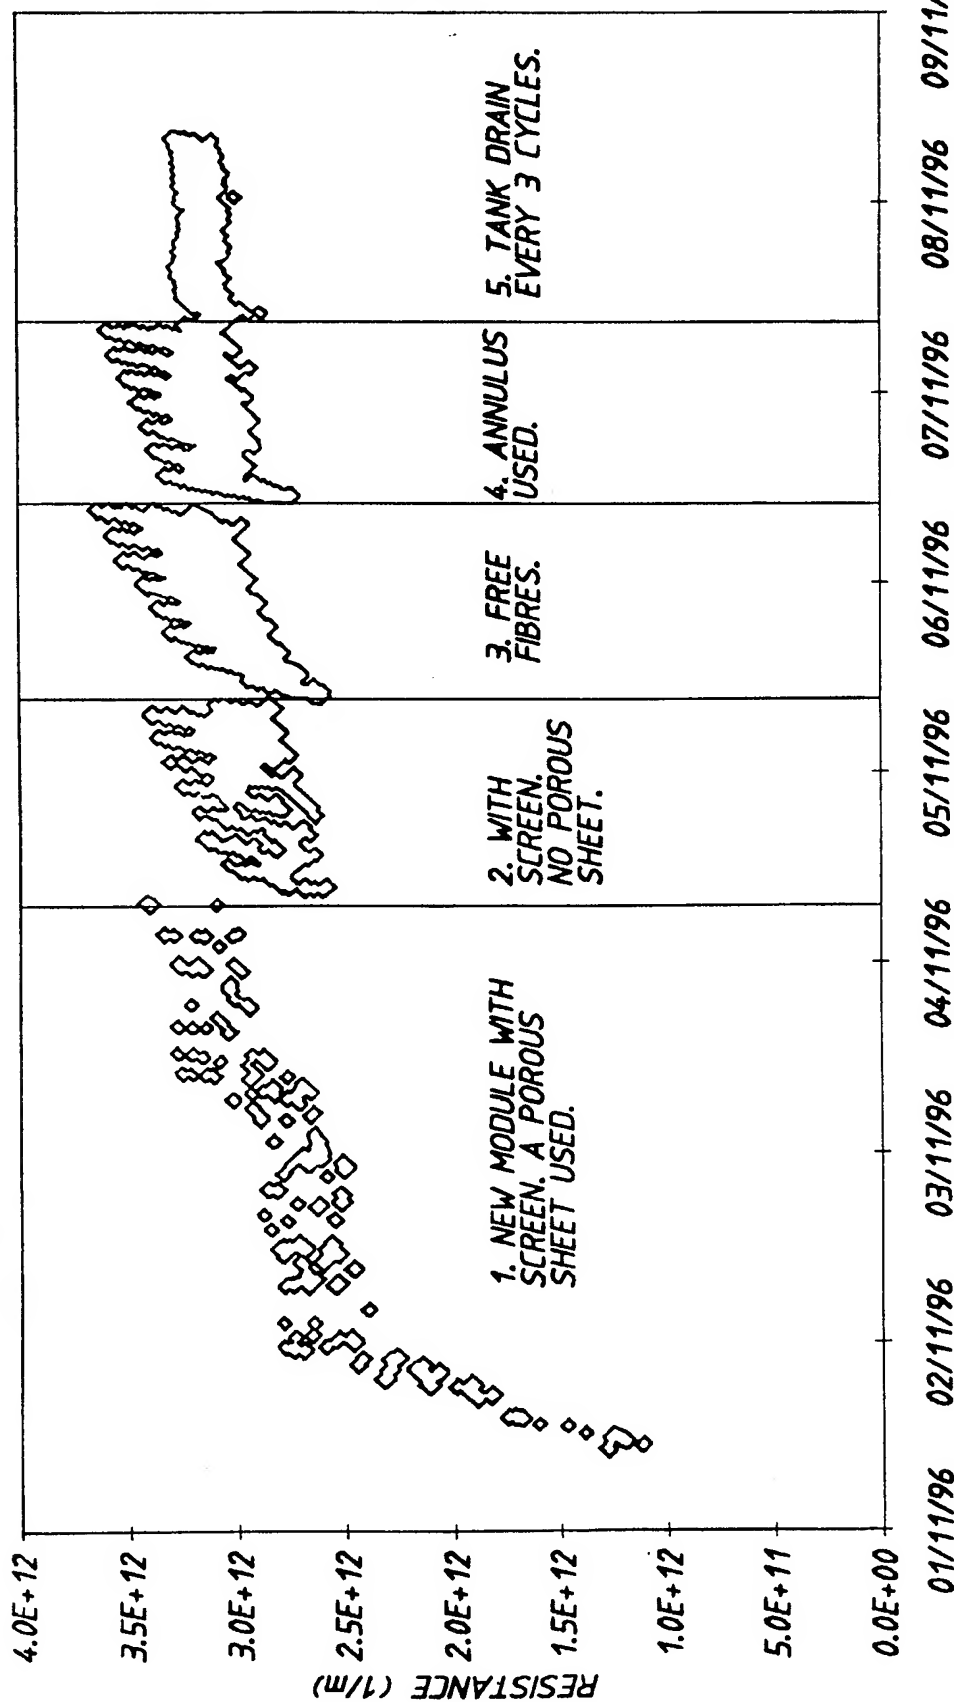 RESISTANCE (1/m)
4.0E+12
3.5E+12
3.0E+12
2.5E+12
2.0E+12
1.5E+12
1.0E+12
5.0E+11
0.0E+00
1. NEW MODULE WITH
SCREEN. A POROUS
SHEET USED.
2. WITH
SCREEN.
NO POROUS
SHEET.
3. FREE
FIBRES.
4. ANNULUS
USED.
5. TANK DRAIN
EVERY 3 CYCLES.
01/11/96
02/11/96
03/11/96
04/11/96
05/11/96
06/11/96
07/11/96
08/11/96
09/11/